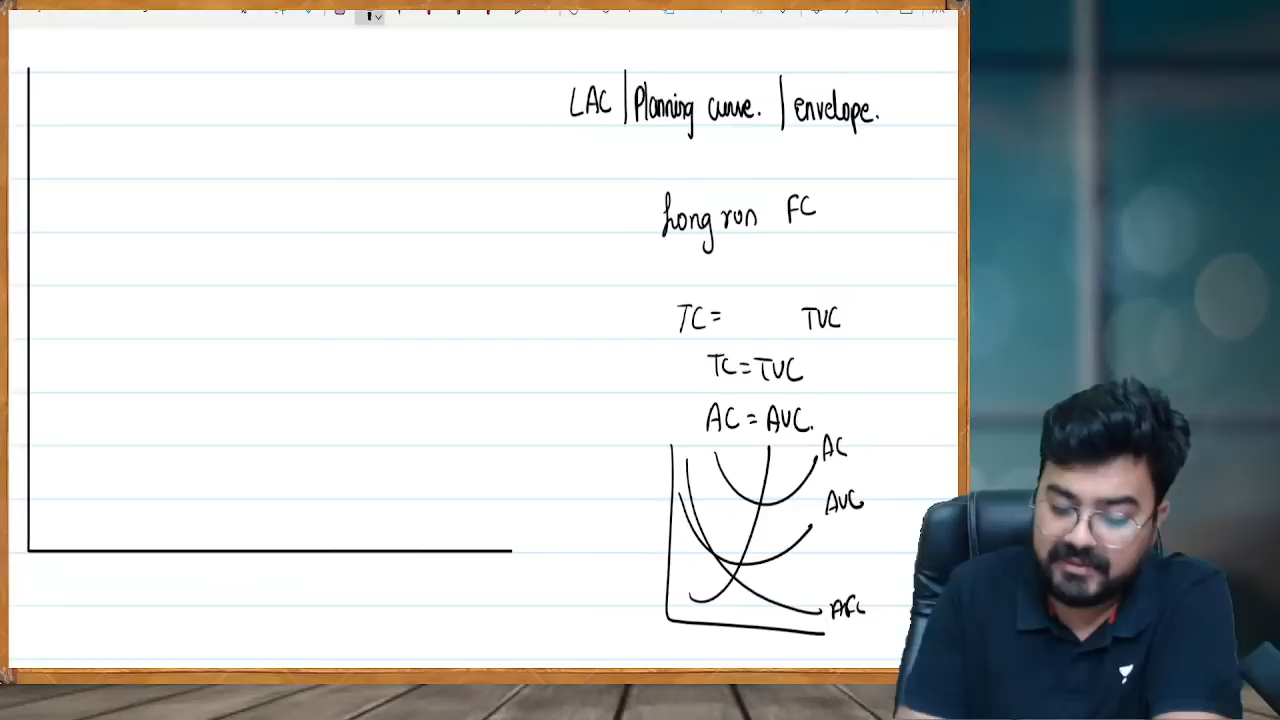 LAC | Planning curve. | envelope.
Long run FC
TC = TVC
TC = TVC
AC = AVC.
AC
AVC
AFC